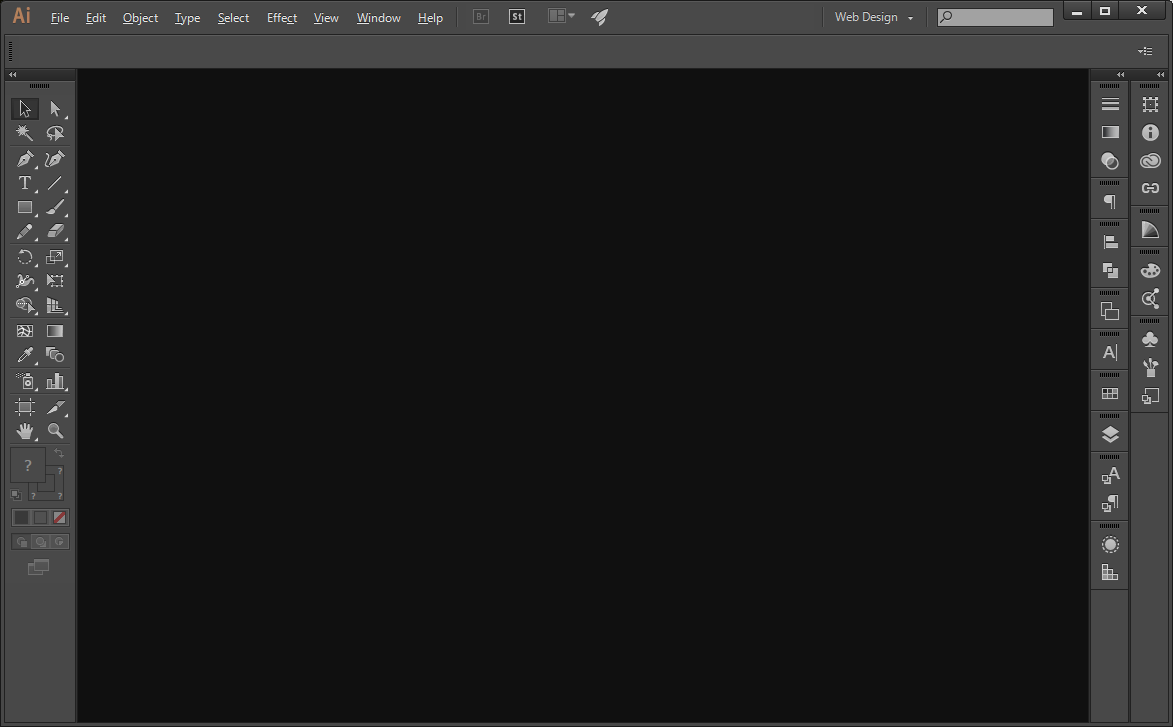 Ai File Edit Object Type Select Effect View Window Help Br St Web Design
T
A
A
?
?
? ?